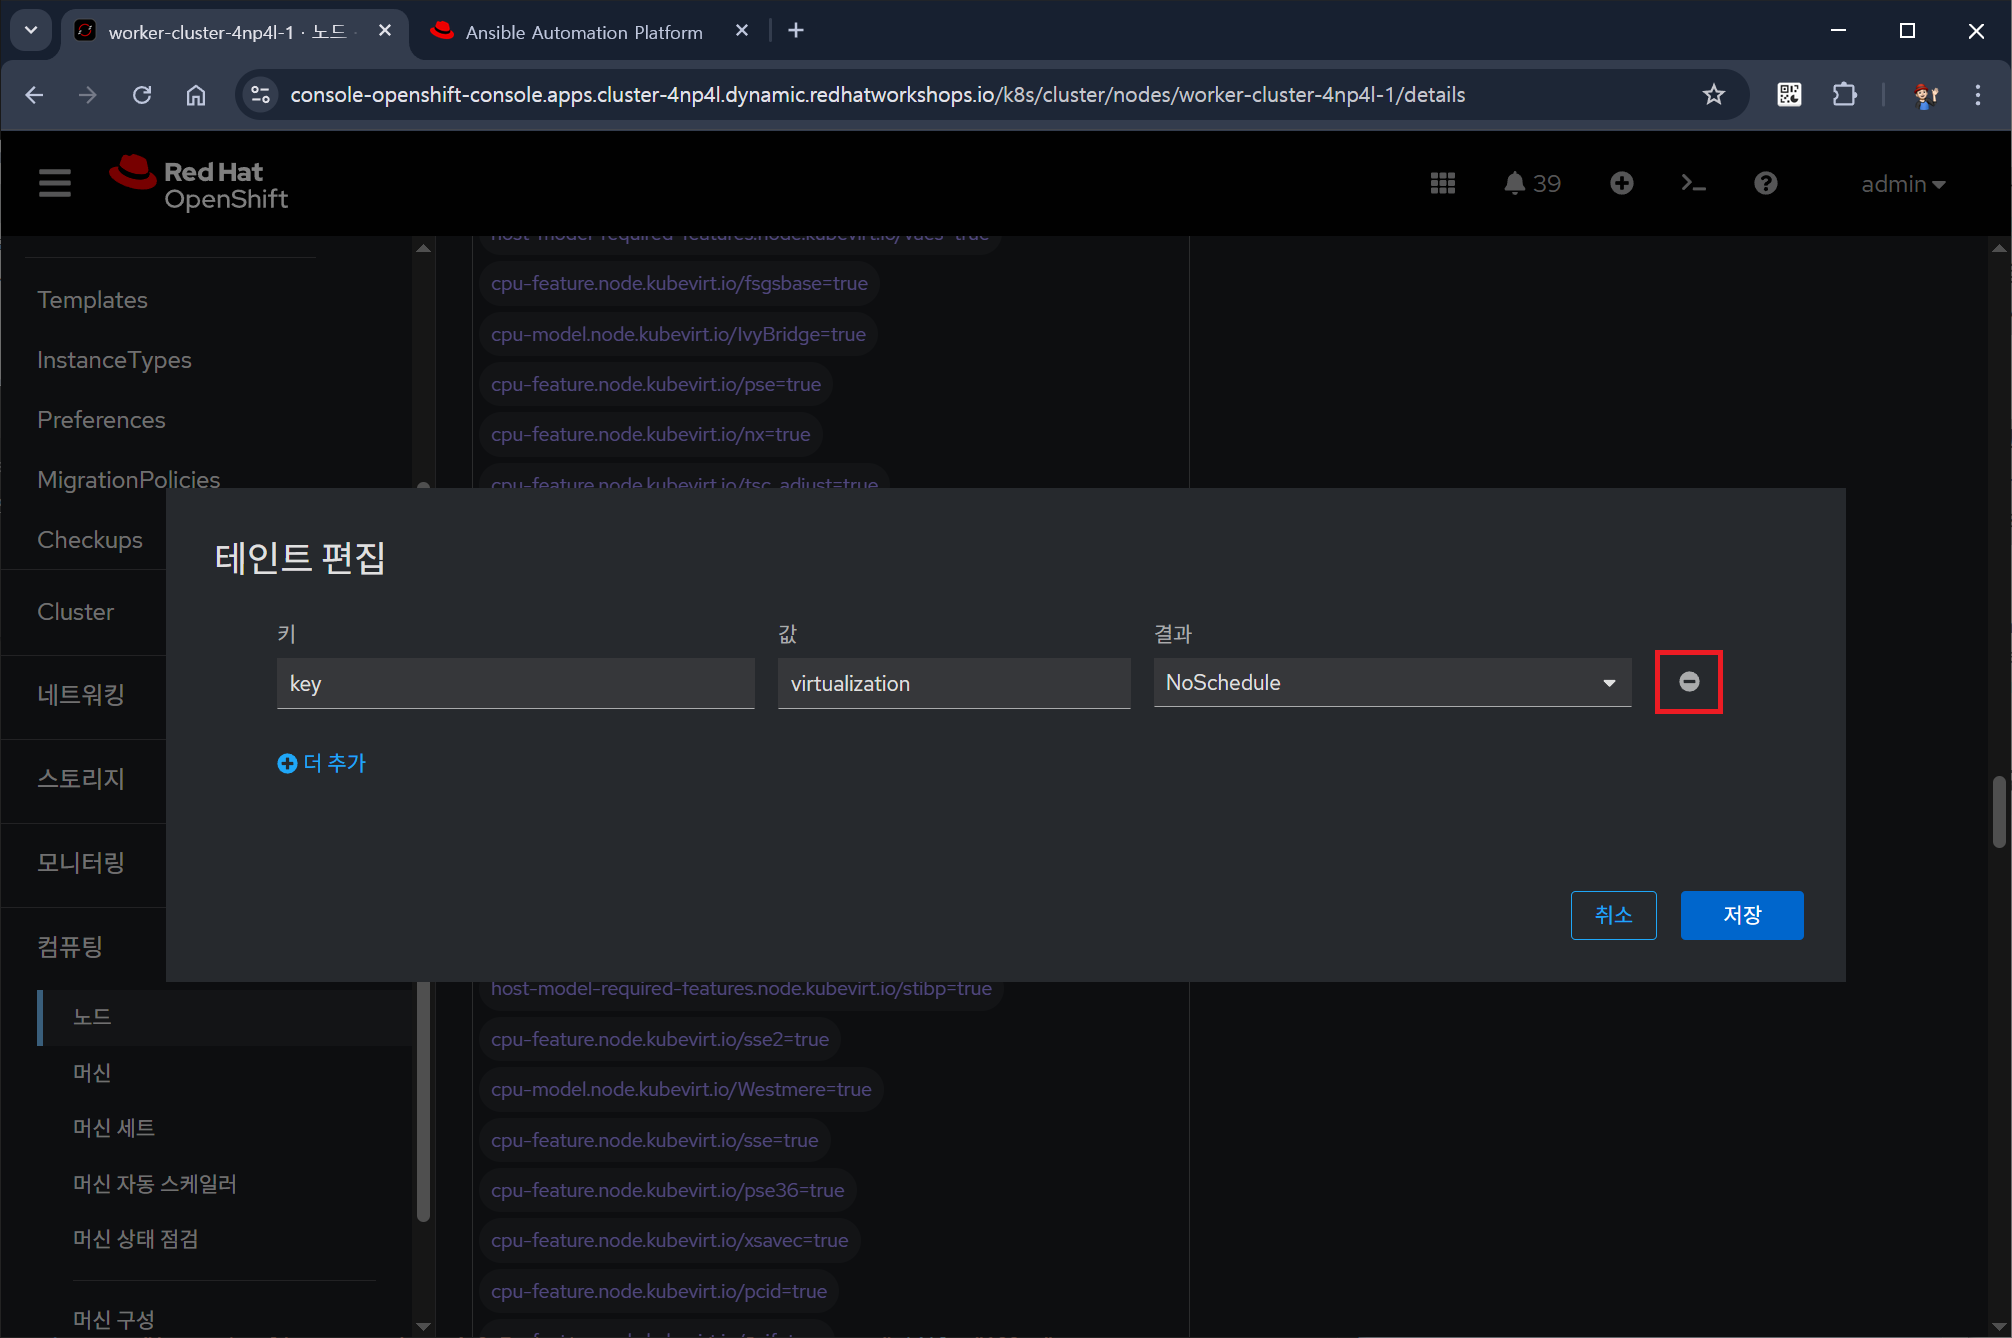 worker-cluster-4np4l-1 · 노드
Ansible Automation Platform
console-openshift-console.apps.cluster-4np4l.dynamic.redhatworkshops.io/k8s/cluster/nodes/worker-cluster-4np4l-1/details
Red Hat
OpenShift
39
admin
Templates
InstanceTypes
Preferences
MigrationPolicies
Checkups
Cluster
네트워킹
스토리지
모니터링
컴퓨팅
노드
머신
머신 세트
머신 자동 스케일러
머신 상태 점검
머신 구성
host-model-required-features.node.kubevirt.io/vaes=true
cpu-feature.node.kubevirt.io/fsgsbase=true
cpu-model.node.kubevirt.io/IvyBridge=true
cpu-feature.node.kubevirt.io/pse=true
cpu-feature.node.kubevirt.io/nx=true
cpu-feature.node.kubevirt.io/tsc_adjust=true
테인트 편집
키
값
결과
key
virtualization
NoSchedule
더 추가
취소
저장
host-model-required-features.node.kubevirt.io/stibp=true
cpu-feature.node.kubevirt.io/sse2=true
cpu-model.node.kubevirt.io/Westmere=true
cpu-feature.node.kubevirt.io/sse=true
cpu-feature.node.kubevirt.io/pse36=true
cpu-feature.node.kubevirt.io/xsavec=true
cpu-feature.node.kubevirt.io/pcid=true